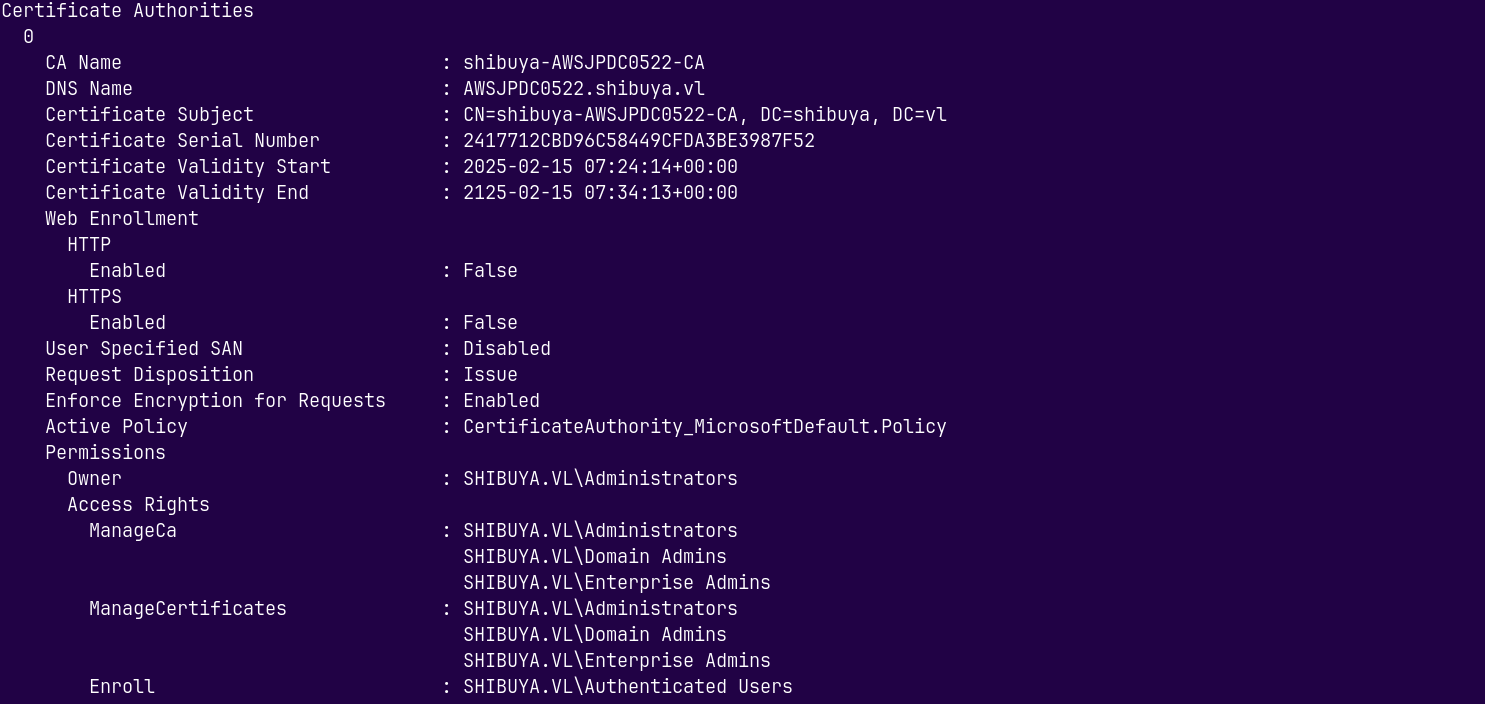 Certificate Authorities
  0
    CA Name                             : shibuya-AWSJPDC0522-CA
    DNS Name                            : AWSJPDC0522.shibuya.vl
    Certificate Subject                 : CN=shibuya-AWSJPDC0522-CA, DC=shibuya, DC=vl
    Certificate Serial Number           : 2417712CBD96C58449CFDA3BE3987F52
    Certificate Validity Start          : 2025-02-15 07:24:14+00:00
    Certificate Validity End            : 2125-02-15 07:34:13+00:00
    Web Enrollment
      HTTP
        Enabled                         : False
      HTTPS
        Enabled                         : False
    User Specified SAN                  : Disabled
    Request Disposition                 : Issue
    Enforce Encryption for Requests     : Enabled
    Active Policy                       : CertificateAuthority_MicrosoftDefault.Policy
    Permissions
      Owner                             : SHIBUYA.VL\Administrators
      Access Rights
        ManageCa                        : SHIBUYA.VL\Administrators
                                          SHIBUYA.VL\Domain Admins
                                          SHIBUYA.VL\Enterprise Admins
        ManageCertificates              : SHIBUYA.VL\Administrators
                                          SHIBUYA.VL\Domain Admins
                                          SHIBUYA.VL\Enterprise Admins
        Enroll                          : SHIBUYA.VL\Authenticated Users